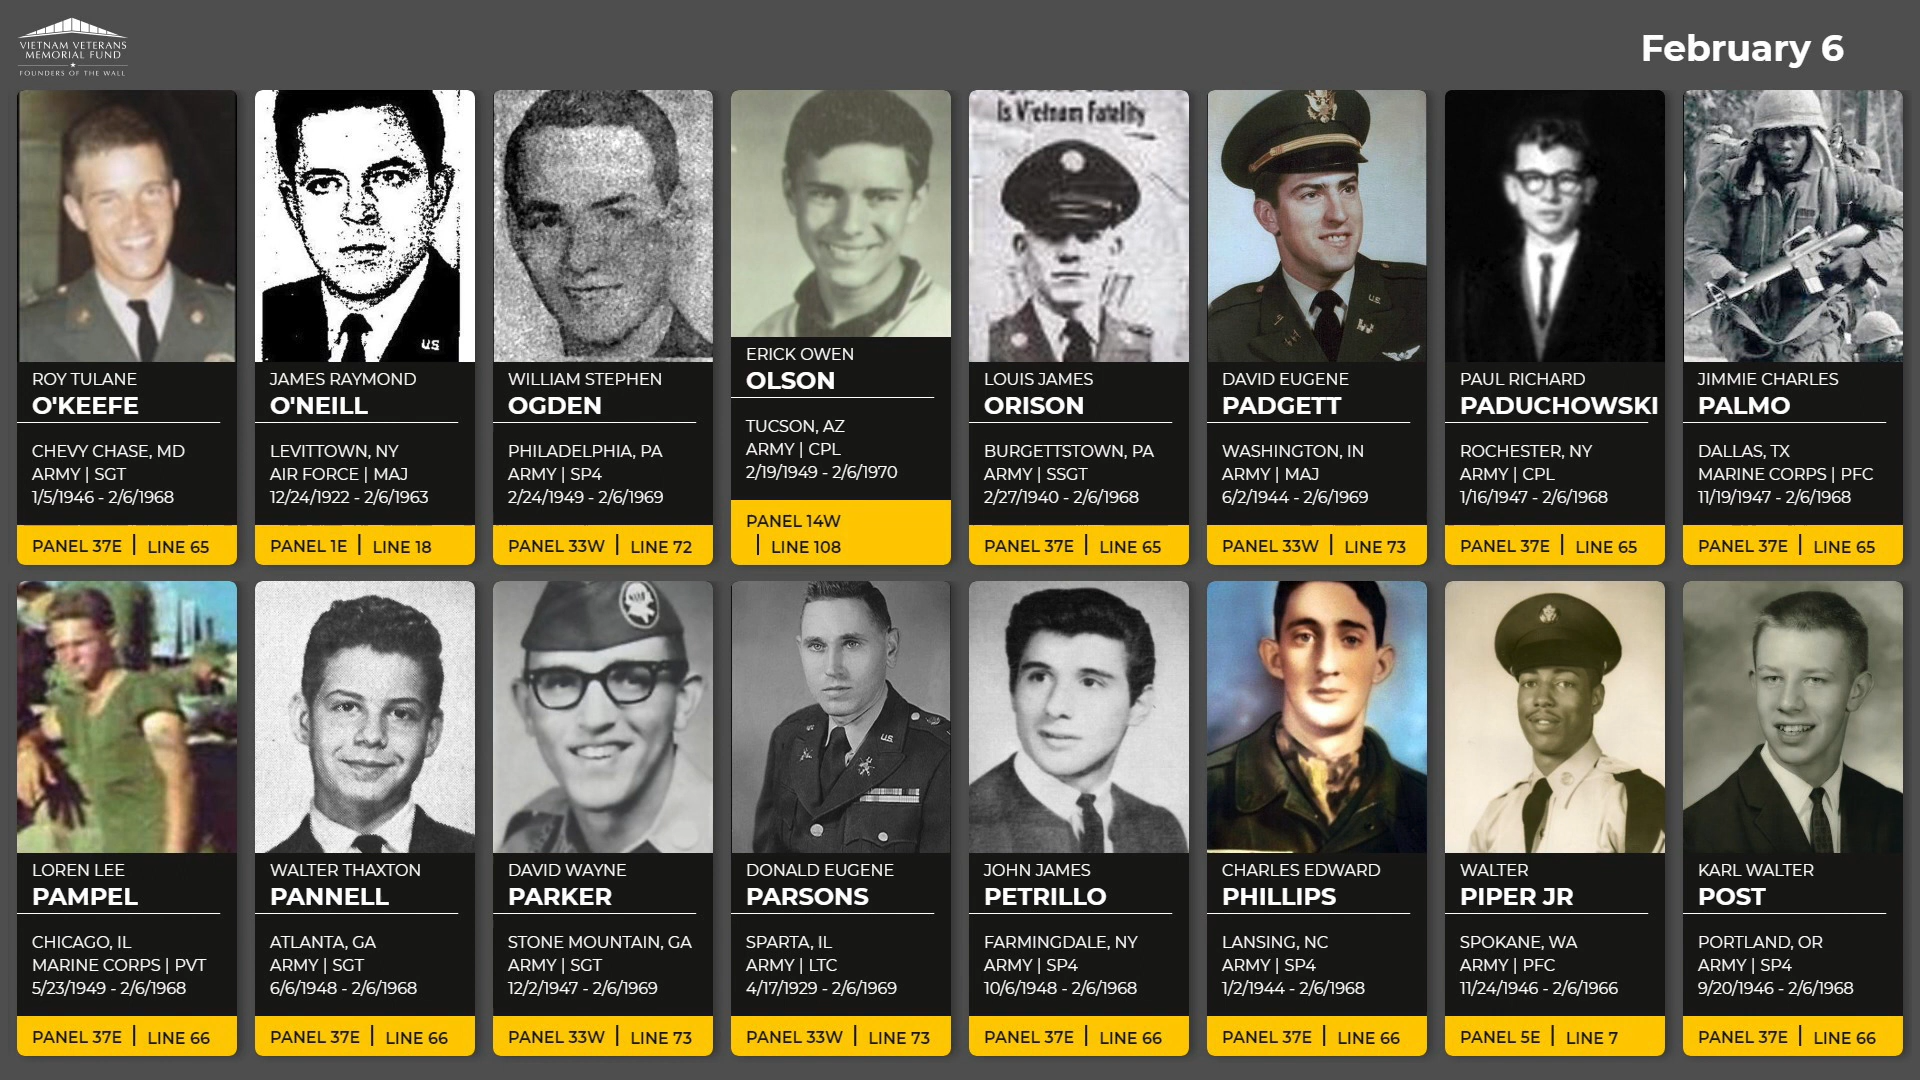 VIETNAM VETERANS
MEMORIAL FUND
FOUNDERS OF THE WALL
February 6
ROY TULANE
O'KEEFE
CHEVY CHASE, MD
ARMY | SGT
1/5/1946 - 2/6/1968
PANEL 37E | LINE 65
U.S
JAMES RAYMOND
O'NEILL
LEVITTOWN, NY
AIR FORCE | MAJ
12/24/1922 - 2/6/1963
PANEL 1E | LINE 18
WILLIAM STEPHEN
OGDEN
PHILADELPHIA, PA
ARMY | SP4
2/24/1949 - 2/6/1969
PANEL 33W | LINE 72
ERICK OWEN
OLSON
TUCSON, AZ
ARMY | CPL
2/19/1949 - 2/6/1970
PANEL 14W
| LINE 108
Is Vietnam Fatality
LOUIS JAMES
ORISON
BURGETTSTOWN, PA
ARMY | SSGT
2/27/1940 - 2/6/1968
PANEL 37E | LINE 65
U.S.
DAVID EUGENE
PADGETT
WASHINGTON, IN
ARMY | MAJ
6/2/1944 - 2/6/1969
PANEL 33W | LINE 73
PAUL RICHARD
PADUCHOWSKI
ROCHESTER, NY
ARMY | CPL
1/16/1947 - 2/6/1968
PANEL 37E | LINE 65
JIMMIE CHARLES
PALMO
DALLAS, TX
MARINE CORPS | PFC
11/19/1947 - 2/6/1968
PANEL 37E | LINE 65
LOREN LEE
PAMPEL
CHICAGO, IL
MARINE CORPS | PVT
5/23/1949 - 2/6/1968
PANEL 37E | LINE 66
WALTER THAXTON
PANNELL
ATLANTA, GA
ARMY | SGT
6/6/1948 - 2/6/1968
PANEL 37E | LINE 66
DAVID WAYNE
PARKER
STONE MOUNTAIN, GA
ARMY | SGT
12/2/1947 - 2/6/1969
PANEL 33W | LINE 73
U.S.
DONALD EUGENE
PARSONS
SPARTA, IL
ARMY | LTC
4/17/1929 - 2/6/1969
PANEL 33W | LINE 73
JOHN JAMES
PETRILLO
FARMINGDALE, NY
ARMY | SP4
10/6/1948 - 2/6/1968
PANEL 37E | LINE 66
CHARLES EDWARD
PHILLIPS
LANSING, NC
ARMY | SP4
1/2/1944 - 2/6/1968
PANEL 37E | LINE 66
WALTER
PIPER JR
SPOKANE, WA
ARMY | PFC
11/24/1946 - 2/6/1966
PANEL 5E | LINE 7
KARL WALTER
POST
PORTLAND, OR
ARMY | SP4
9/20/1946 - 2/6/1968
PANEL 37E | LINE 66